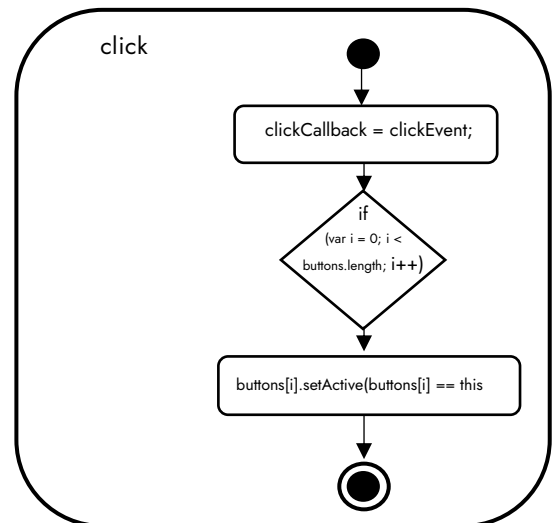 click
clickCallback = clickEvent;
if
(var i = 0; i <
buttons.length; i++)
buttons[i].setActive(buttons[i] == this